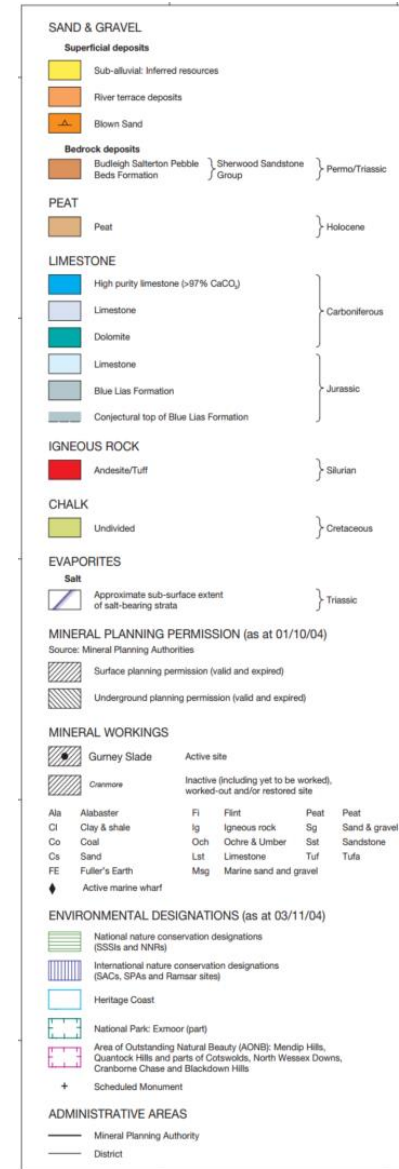 SAND & GRAVEL
Superficial deposits
Sub-alluvial: Inferred resources
River terrace deposits
Blown Sand
Bedrock deposits
Budleigh Salterton Pebble Sherwood Sandstone
Beds Formation Group Permo/Triassic
PEAT
Peat Holocene
LIMESTONE
High purity limestone (>97% CaCO₃)
Limestone Carboniferous
Dolomite
Limestone
Blue Lias Formation Jurassic
Conjectural top of Blue Lias Formation
IGNEOUS ROCK
Andesite/Tuff Silurian
CHALK
Undivided Cretaceous
EVAPORITES
Salt
Approximate sub-surface extent
of salt-bearing strata Triassic
MINERAL PLANNING PERMISSION (as at 01/10/04)
Source: Mineral Planning Authorities
Surface planning permission (valid and expired)
Underground planning permission (valid and expired)
MINERAL WORKINGS
Gurney Slade Active site
Cranmore Inactive (including yet to be worked),
worked-out and/or restored site
Ala Alabaster Fi Flint Peat Peat
Cl Clay & shale Ig Igneous rock Sg Sand & gravel
Co Coal Och Ochre & Umber Sst Sandstone
Cs Sand Lst Limestone Tuf Tufa
FE Fuller's Earth Msg Marine sand and gravel
Active marine wharf
ENVIRONMENTAL DESIGNATIONS (as at 03/11/04)
National nature conservation designations
(SSSIs and NNRs)
International nature conservation designations
(SACs, SPAs and Ramsar sites)
Heritage Coast
National Park: Exmoor (part)
Area of Outstanding Natural Beauty (AONB): Mendip Hills,
Quantock Hills and parts of Cotswolds, North Wessex Downs,
Cranborne Chase and Blackdown Hills
Scheduled Monument
ADMINISTRATIVE AREAS
Mineral Planning Authority
District